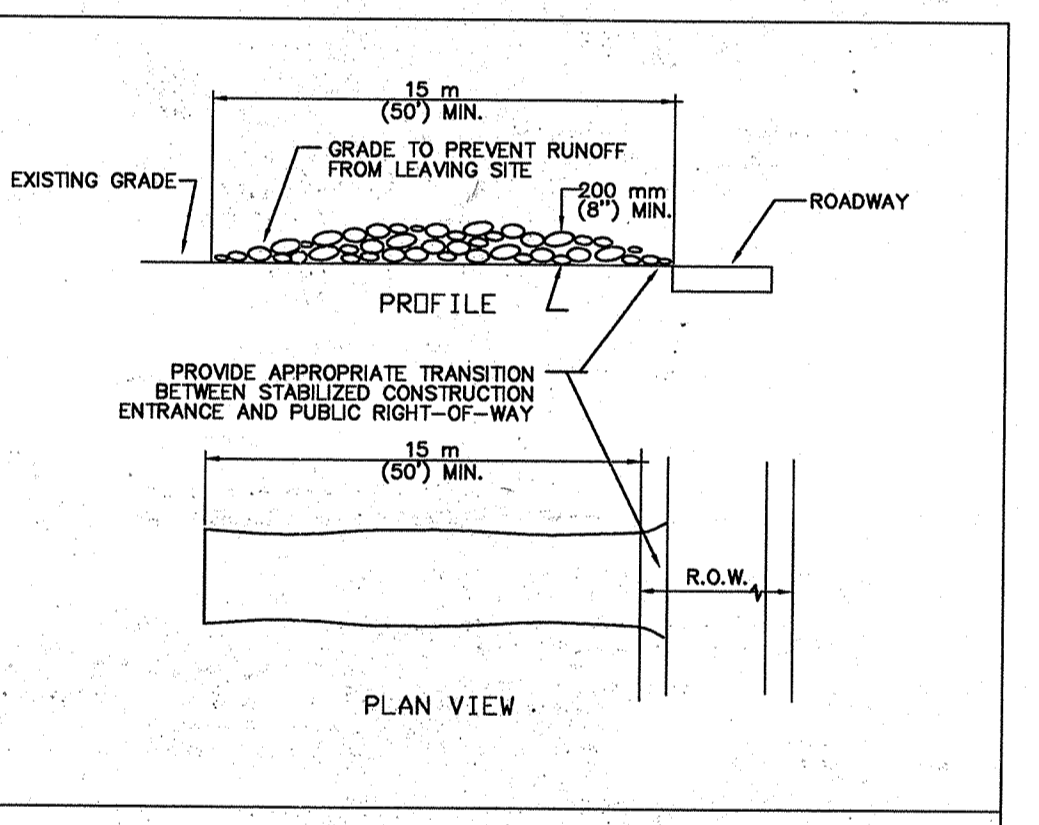 15 m
(50') MIN.
GRADE TO PREVENT RUNOFF
FROM LEAVING SITE
EXISTING GRADE
200 mm
(8") MIN.
ROADWAY
PROFILE
PROVIDE APPROPRIATE TRANSITION
BETWEEN STABILIZED CONSTRUCTION
ENTRANCE AND PUBLIC RIGHT-OF-WAY
15 m
(50') MIN.
R.O.W.
PLAN VIEW